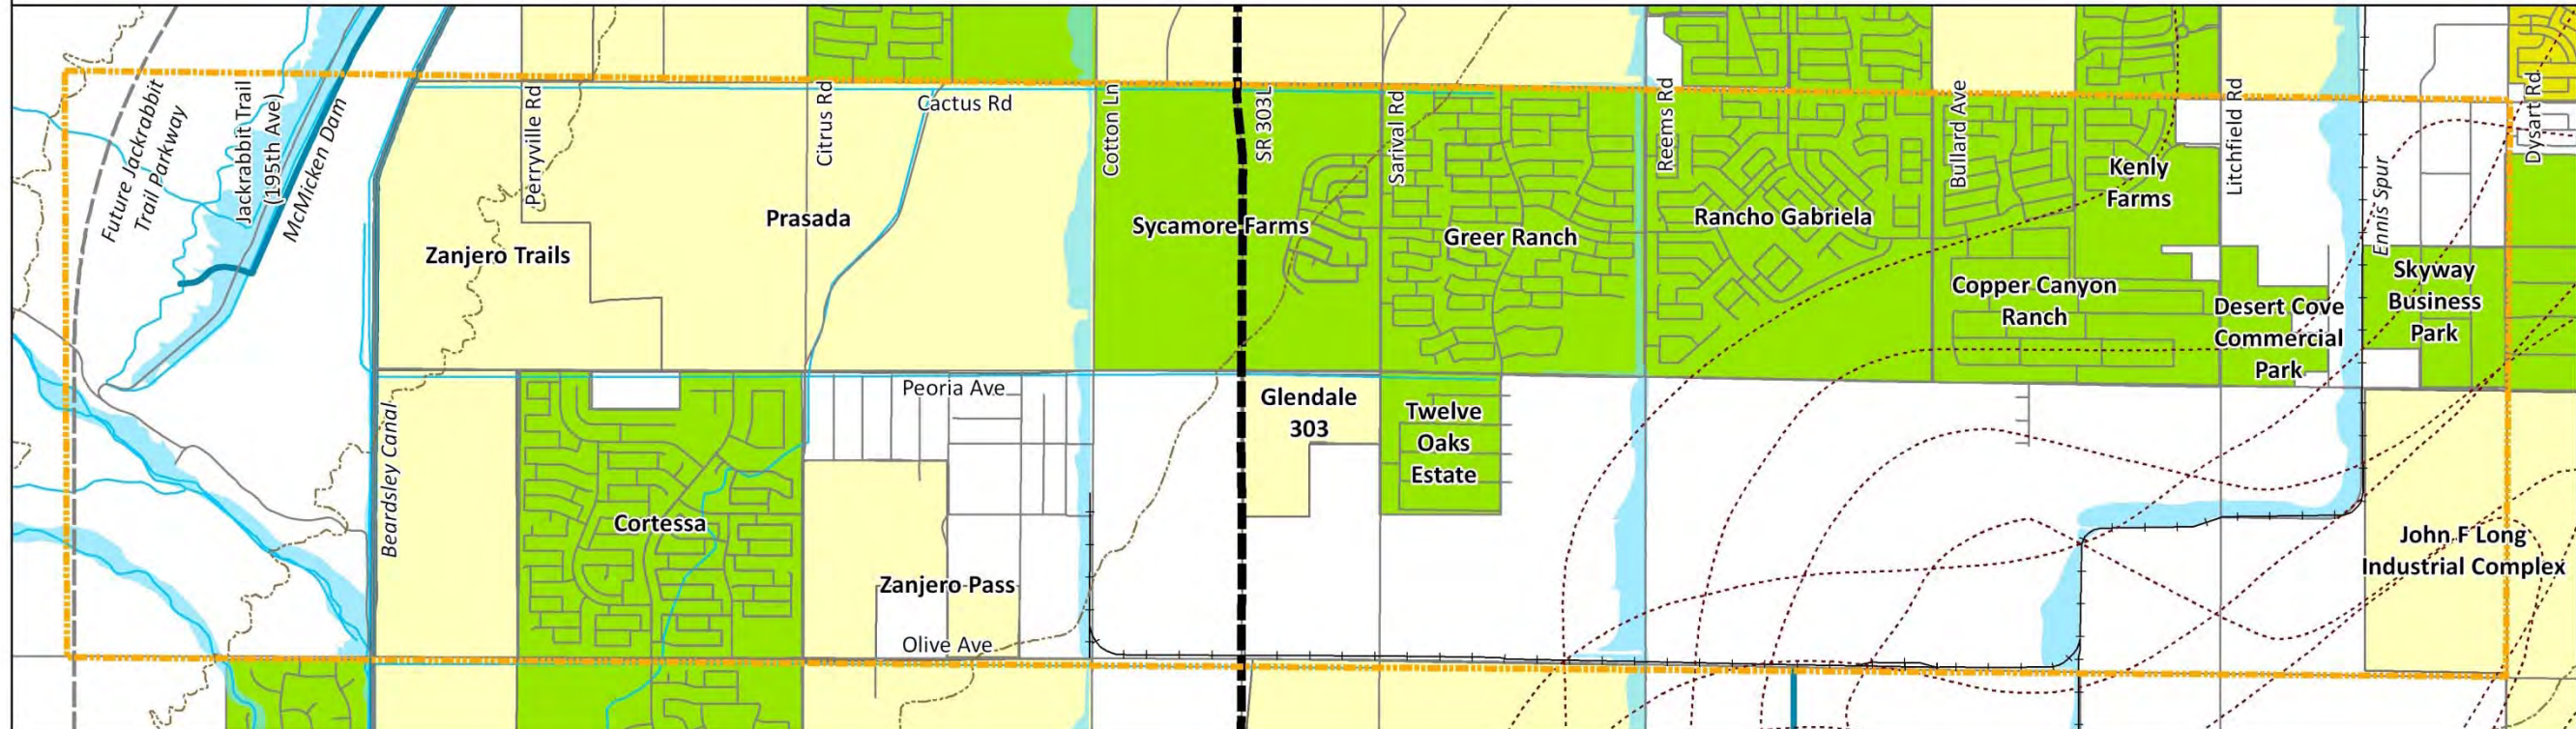 Future Jackrabbit
Trail Parkway
Jackrabbit Trail
(195th Ave)
McMicken Dam
Perryville Rd
Citrus Rd
Cactus Rd
Cotton Ln
SR 303L
Sarival Rd
Reems Rd
Bullard Ave
Litchfield Rd
Ennis Spur
Dysart Rd
Zanjero Trails
Prasada
Sycamore Farms
Greer Ranch
Rancho Gabriela
Kenly
Farms
Copper Canyon
Ranch
Desert Cove
Commercial
Park
Skyway
Business
Park
Beardsley Canal
Peoria Ave
Glendale
303
Twelve
Oaks
Estate
Cortessa
Zanjero Pass
Olive Ave
John F Long
Industrial Complex